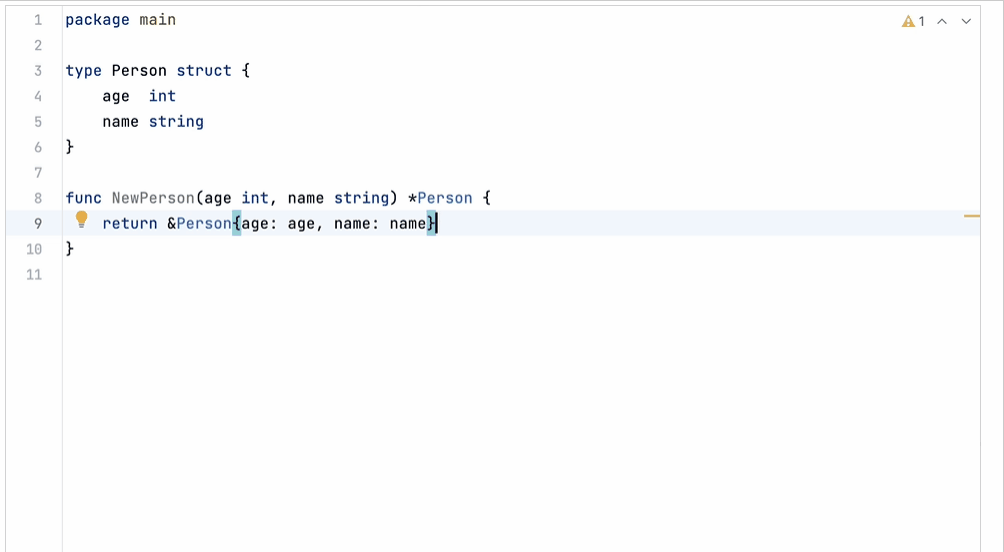 1 package main
2
3 type Person struct {
4     age  int
5     name string
6 }
7
8 func NewPerson(age int, name string) *Person {
9     return &Person{age: age, name: name}
10 }
11
1